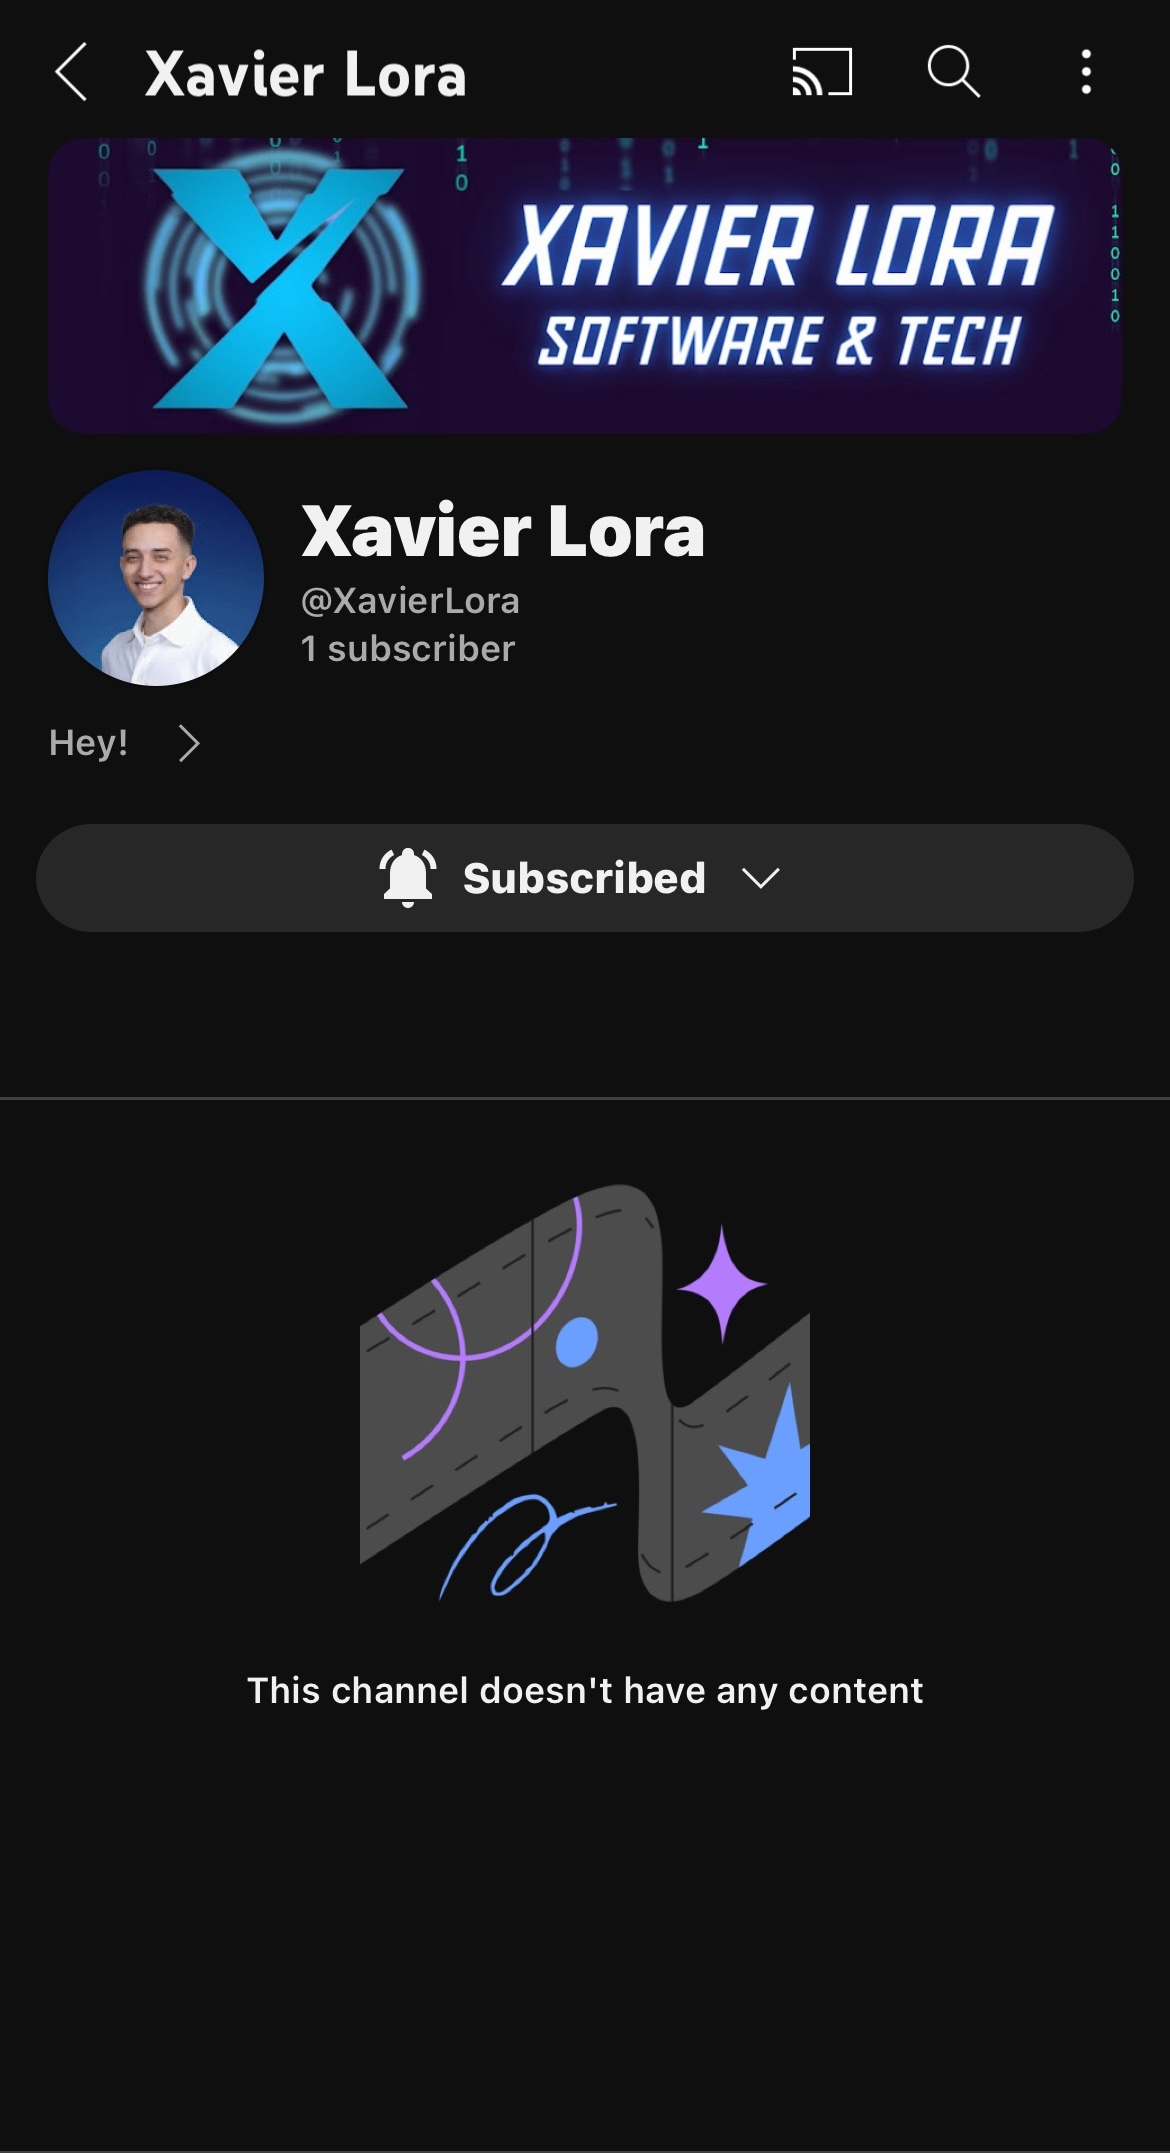 Xavier Lora
XAVIER LORA
SOFTWARE & TECH
Xavier Lora
@XavierLora
1 subscriber
Hey!
Subscribed
This channel doesn't have any content